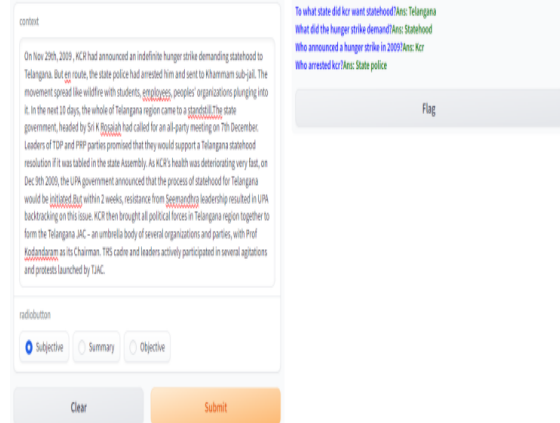 context
On Nov 29th, 2009 , KCR had announced an indefinite hunger strike demanding statehood to
Telangana. But en route, the state police had arrested him and sent to Khammam sub-jail. The
movement spread like wildfire with students, employees, peoples' organizations plunging into
it. In the next 10 days, the whole of Telangana region came to a standstill.The state
government, headed by Sri K Rosaiah had called for an all-party meeting on 7th December.
Leaders of TDP and PRP parties promised that they would support a Telangana statehood
resolution if it was tabled in the state Assembly. As KCR's health was deteriorating very fast, on
Dec 9th 2009, the UPA government announced that the process of statehood for Telangana
would be initiated.But within 2 weeks, resistance from Seemandhra leadership resulted in UPA
backtracking on this issue. KCR then brought all political forces in Telangana region together to
form the Telangana JAC – an umbrella body of several organizations and parties, with Prof
Kodandaram as its Chairman. TRS cadre and leaders actively participated in several agitations
and protests launched by TJAC.
radiobutton
Subjective Summary Objective
Clear Submit
To what state did kcr want statehood?Ans: Telangana
What did the hunger strike demand?Ans: Statehood
Who announced a hunger strike in 2009?Ans: Kcr
Who arrested kcr?Ans: State police
Flag